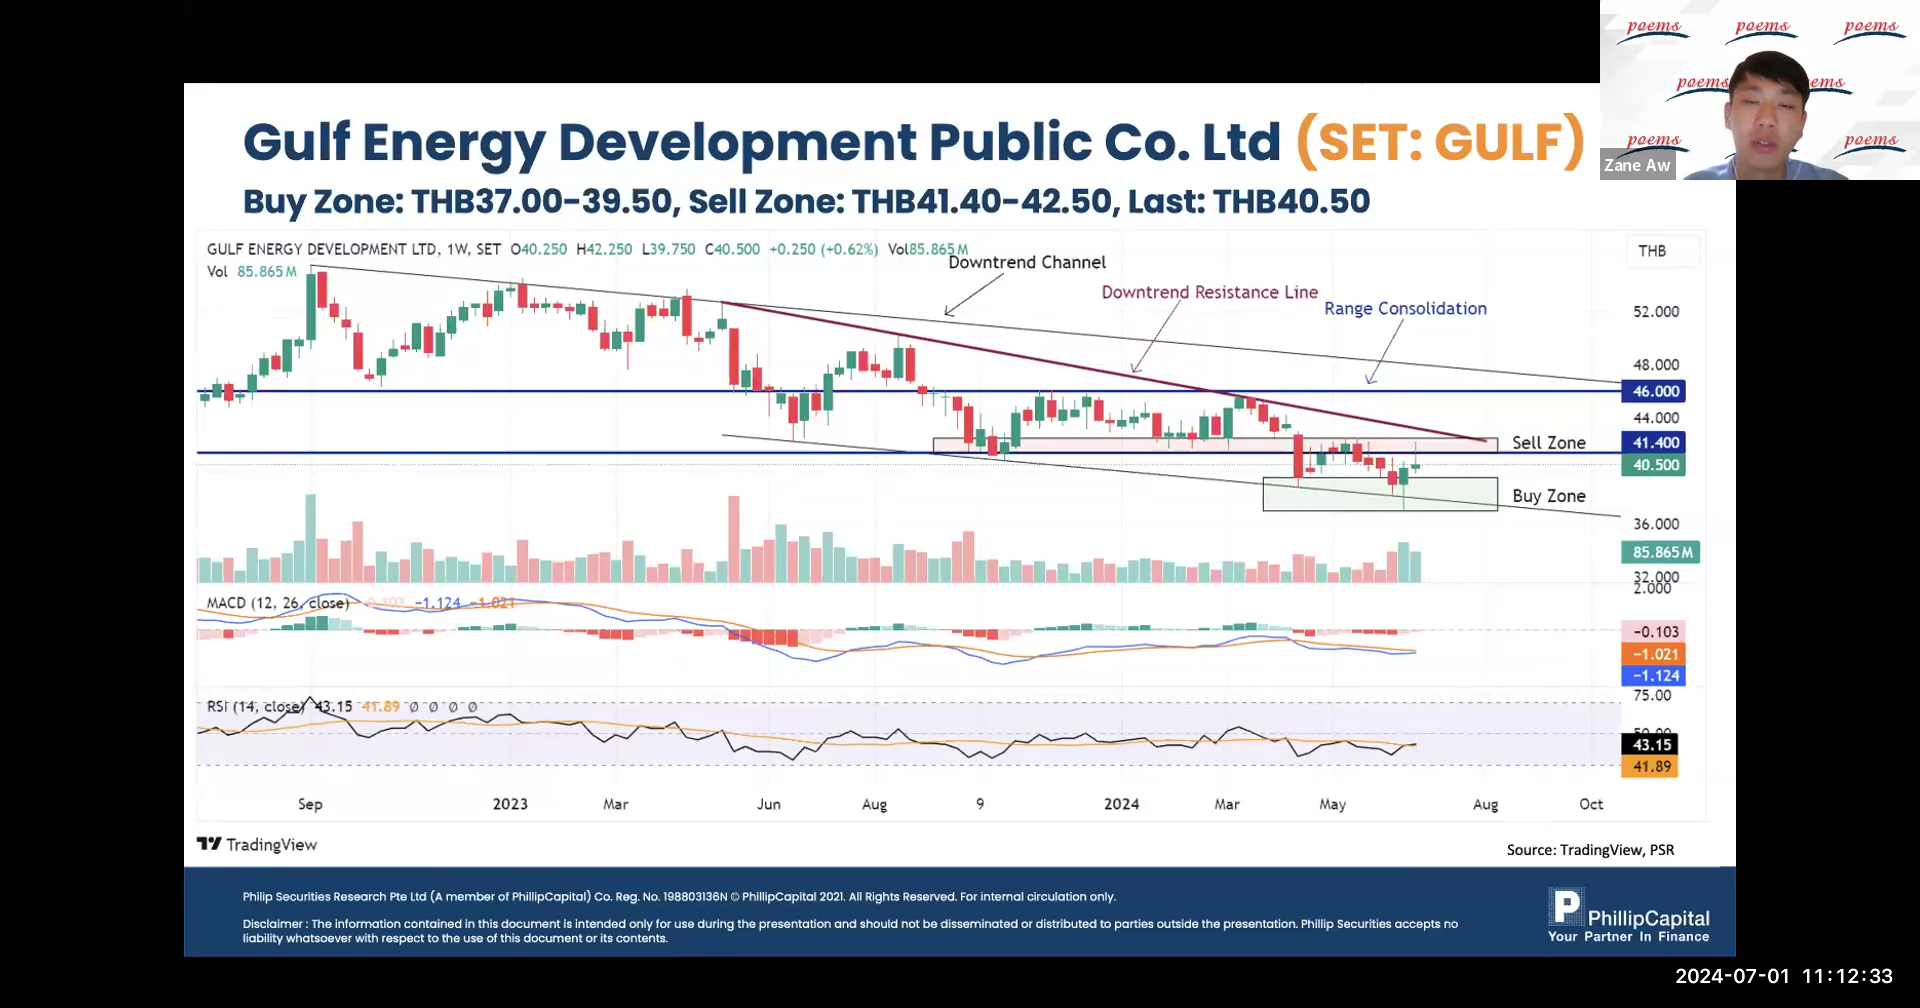 poems poems poems
poems
poems poems
Zane Aw
Gulf Energy Development Public Co. Ltd (SET: GULF)
Buy Zone: THB37.00-39.50, Sell Zone: THB41.40-42.50, Last: THB40.50
GULF ENERGY DEVELOPMENT LTD, 1W, SET O40.250 H42.250 L39.750 C40.500 +0.250 (+0.62%) Vol85.865M
THB
Vol 85.865M
Downtrend Channel
Downtrend Resistance Line
Range Consolidation
52.000
48.000
46.000
44.000
41.400
Sell Zone
40.500
Buy Zone
36.000
85.865M
32.000
2.000
MACD (12, 26, close) -0.103 -1.124 -1.021
-0.103
-1.021
-1.124
75.00
RSI (14, close) 43.15 41.89 ∅ ∅ ∅ ∅
50.00
43.15
41.89
Sep 2023 Mar Jun Aug 9 2024 Mar May Aug Oct
TradingView
Source: TradingView, PSR
Philip Securities Research Pte Ltd (A member of PhillipCapital) Co. Reg. No. 198803136N © PhillipCapital 2021. All Rights Reserved. For internal circulation only.
Disclaimer : The information contained in this document is intended only for use during the presentation and should not be disseminated or distributed to parties outside the presentation. Phillip Securities accepts no
liability whatsoever with respect to the use of this document or its contents.
PhillipCapital
Your Partner In Finance
2024-07-01 11:12:33